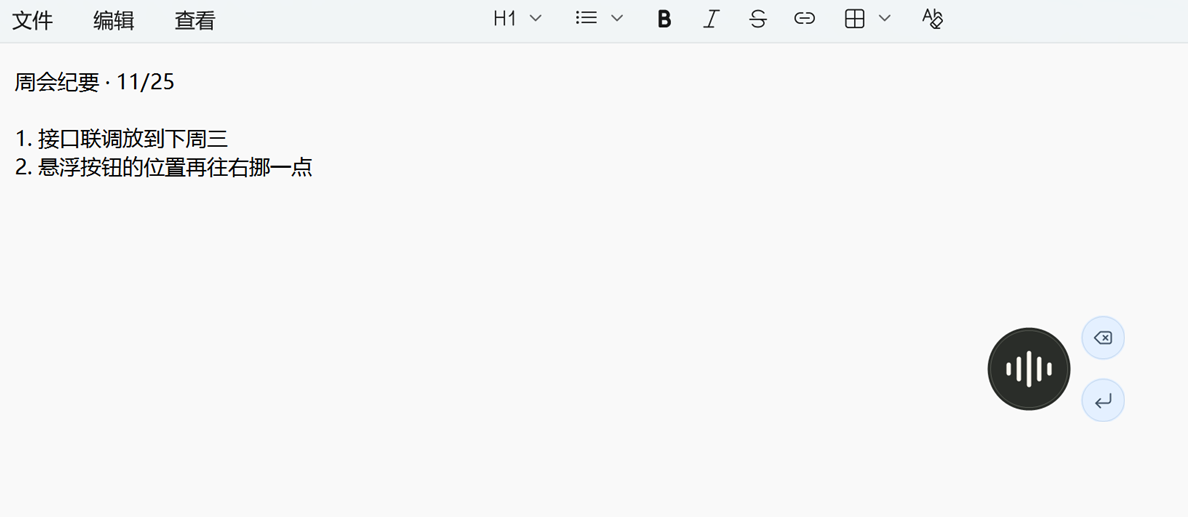 文件 编辑 查看 H1 B I S Ab
周会纪要 · 11/25
1. 接口联调放到下周三
2. 悬浮按钮的位置再往右挪一点